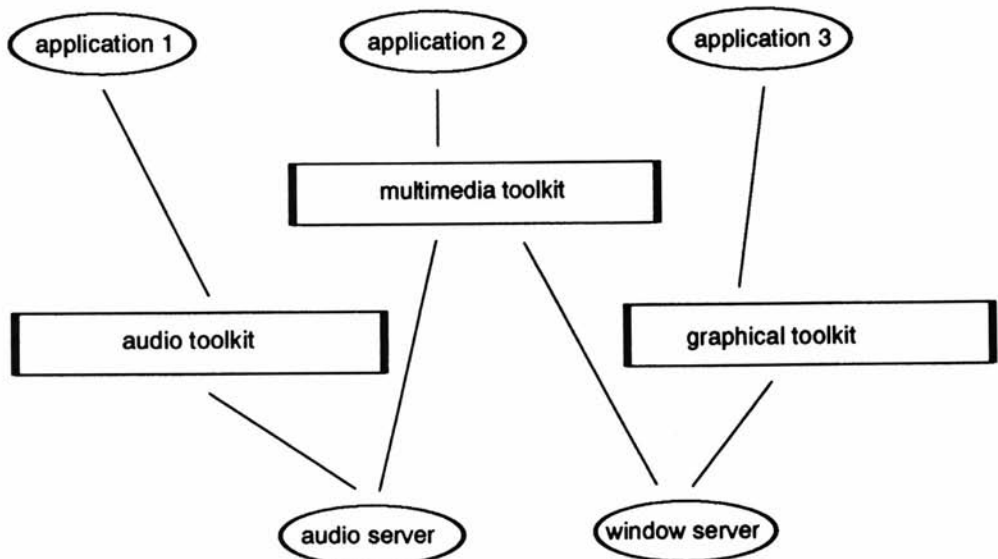 application 1
application 2
application 3
multimedia toolkit
audio toolkit
graphical toolkit
audio server
window server